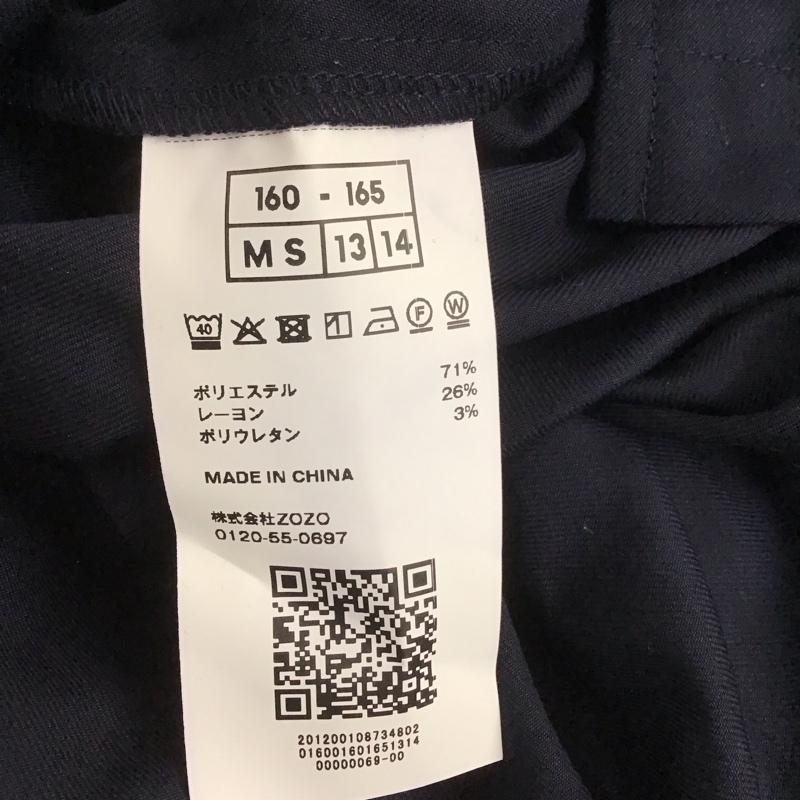 160 - 165
MS 13 14
40 F W
ポリエステル 71%
レーヨン 26%
ポリウレタン 3%
MADE IN CHINA
株式会社ZOZO
0120-55-0697
201200108734802
016001601651314
00000069-00